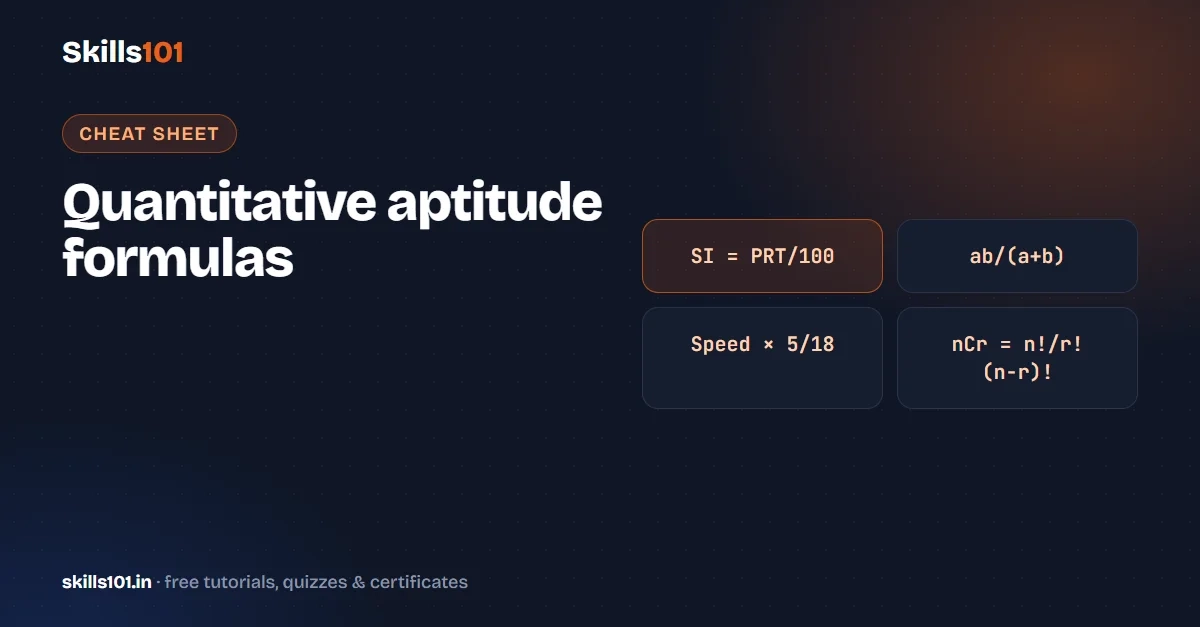 Skills101
CHEAT SHEET
Quantitative aptitude
formulas
SI = PRT/100
ab/(a+b)
Speed × 5/18
nCr = n!/r!
(n-r)!
skills101.in · free tutorials, quizzes & certificates